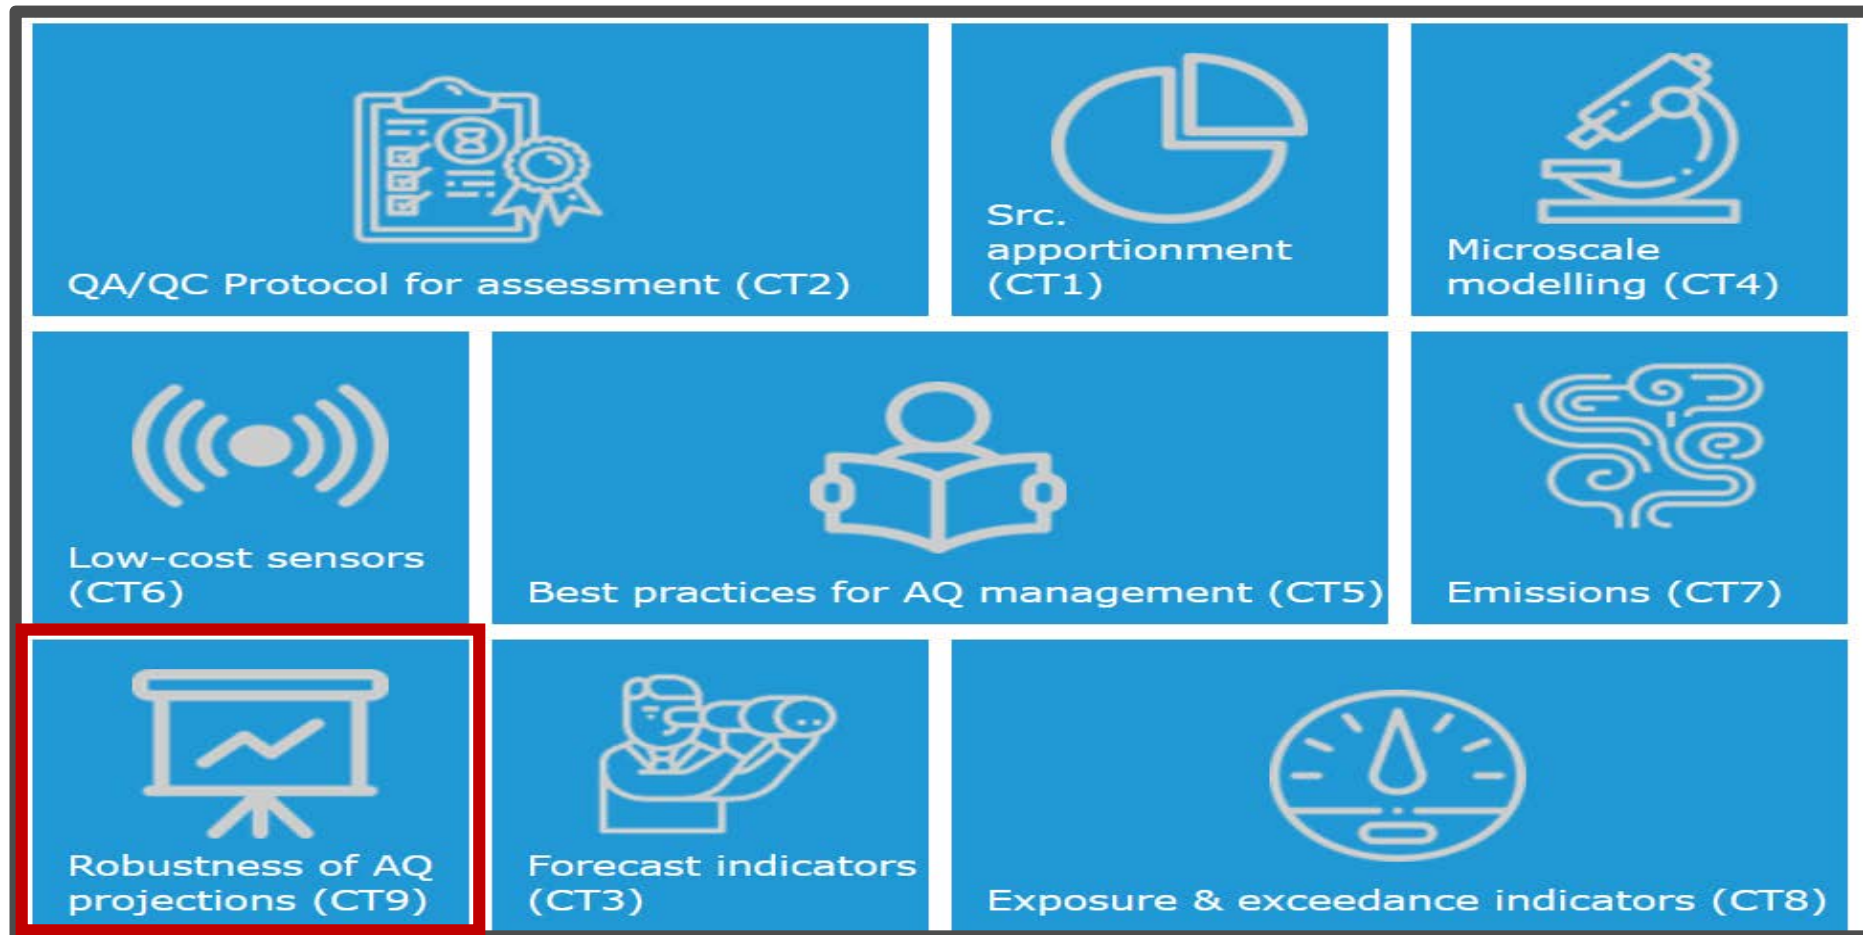 QA/QC Protocol for assessment (CT2)
Src.
apportionment
(CT1)
Microscale
modelling (CT4)
Low-cost sensors
(CT6)
Best practices for AQ management (CT5)
Emissions (CT7)
Robustness of AQ
projections (CT9)
Forecast indicators
(CT3)
Exposure & exceedance indicators (CT8)